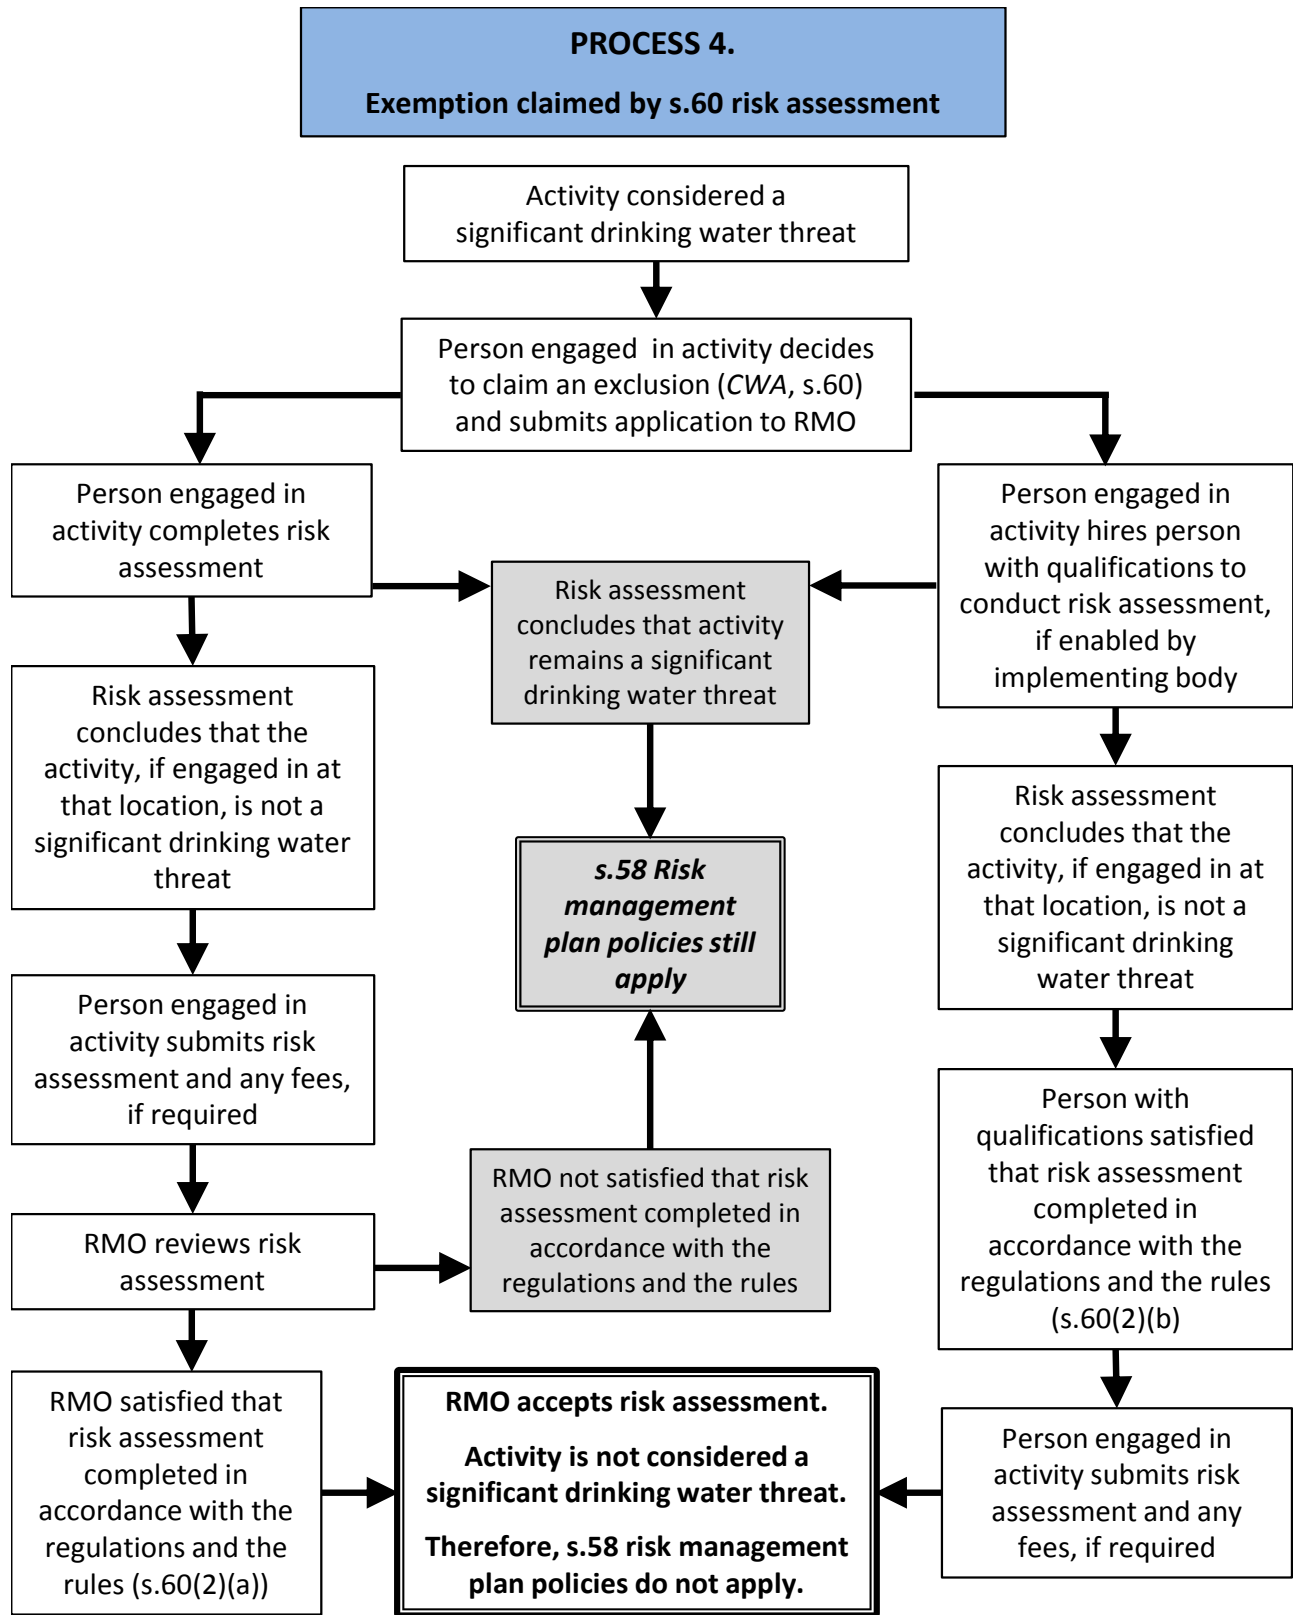 PROCESS 4.
Exemption claimed by s.60 risk assessment
Activity considered a
significant drinking water threat
Person engaged  in activity decides
to claim an exclusion (CWA, s.60)
and submits application to RMO
Person engaged in
activity completes risk
assessment
Risk assessment
concludes that the
activity, if engaged in at
that location, is not a
significant drinking water
threat
Person engaged in
activity submits risk
assessment and any fees,
if required
RMO reviews risk
assessment
RMO satisfied that
risk assessment
completed in
accordance with the
regulations and the
rules (s.60(2)(a))
Risk assessment
concludes that activity
remains a significant
drinking water threat
s.58 Risk
management
plan policies still
apply
RMO not satisfied that risk
assessment completed in
accordance with the
regulations and the rules
RMO accepts risk assessment.
Activity is not considered a
significant drinking water threat.
Therefore, s.58 risk management
plan policies do not apply.
Person engaged in
activity hires person
with qualifications to
conduct risk assessment,
if enabled by
implementing body
Risk assessment
concludes that the
activity, if engaged in at
that location, is not a
significant drinking
water threat
Person with
qualifications satisfied
that risk assessment
completed in
accordance with the
regulations and the rules
(s.60(2)(b)
Person engaged in
activity submits risk
assessment and any
fees, if required